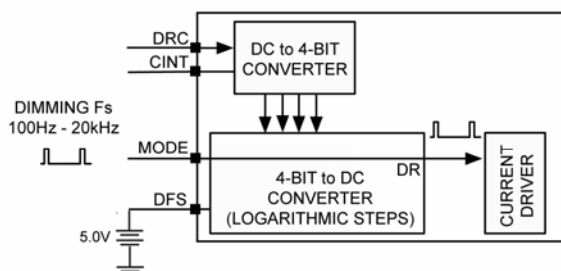 DRC
CINT
DC to 4-BIT
CONVERTER
DIMMING Fs
100Hz - 20kHz
MODE
DR
4-BIT to DC
CONVERTER
(LOGARITHMIC STEPS)
CURRENT
DRIVER
DFS
5.0V